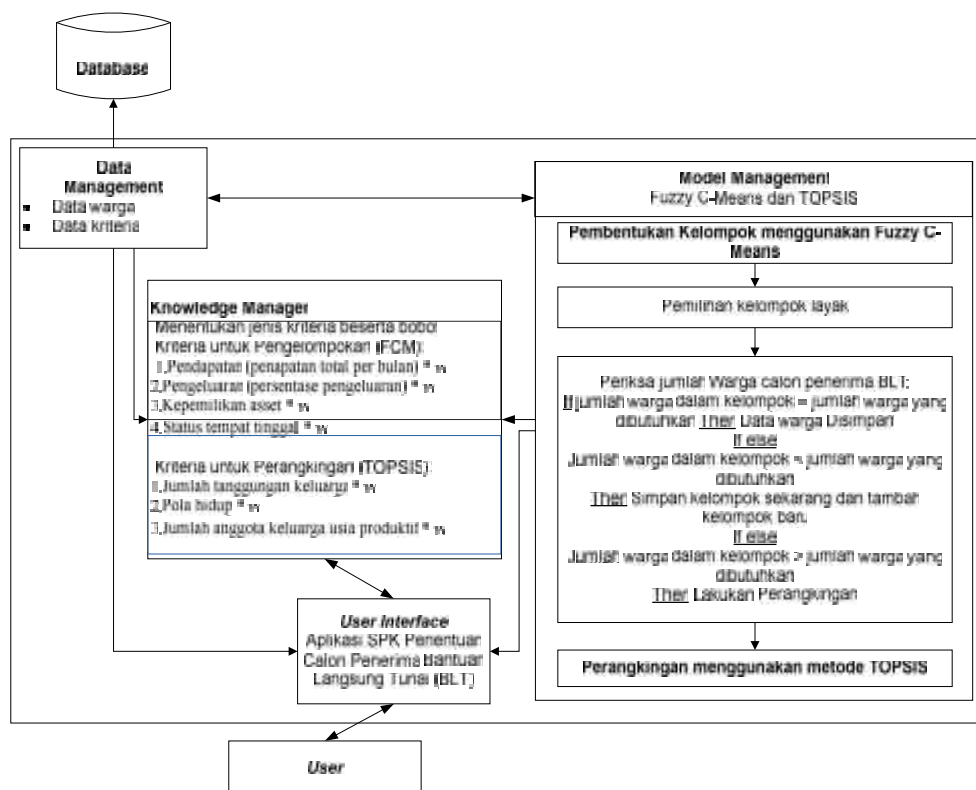 Database
Data
Management
Data warga
Data kriteria
Model Management
Fuzzy C-Means dan TOPSIS
Pembentukan Kelompok menggunakan Fuzzy C-
Means
Pemilihan kelompok layak
Periksa jumlah Warga calon penerima BLT:
If jumlah warga dalam kelompok = jumlah warga yang
dibutuhkan Then Data warga Disimpan
If else
Jumlah warga dalam kelompok < jumlah warga yang
dibutuhkan
Then Simpan kelompok sekarang dan tambah
kelompok baru
If else
Jumlah warga dalam kelompok > jumlah warga yang
dibutuhkan
Then Lakukan Perangkingan
Perangkingan menggunakan metode TOPSIS
Knowledge Manager
Menentukan jenis kriteria beserta bobot
Kriteria untuk Pengelompokan (FCM):
1.Pendapatan (penapatan total per bulan) *
2.Pengeluaran (persentase pengeluaran) *
3.Kepemilikan asset *
4.Status tempat tinggal *
Kriteria untuk Perangkingan (TOPSIS):
1.Jumlah tanggungan keluarga *
2.Pola hidup *
3.Jumlah anggota keluarga usia produktif *
User Interface
Aplikasi SPK Penentuan
Calon Penerima Bantuan
Langsung Tunai (BLT)
User